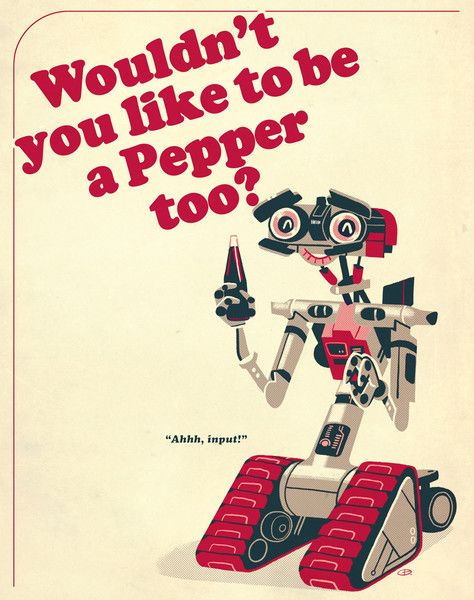 Wouldn't
you like to be
a Pepper
too?
“Ahhh, input!”